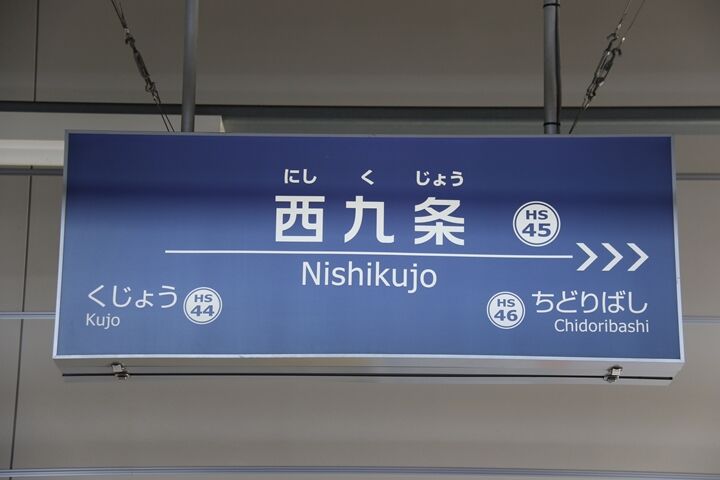 にし く じょう
西九条 HS 45
Nishikujo
くじょう HS 44
Kujo
HS 46 ちどりばし
Chidoribashi